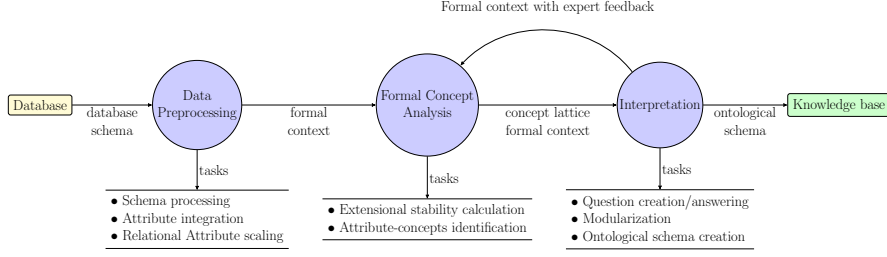 Formal context with expert feedback
Database
database
schema
Data
Preprocessing
formal
context
Formal Concept
Analysis
concept lattice
formal context
Interpretation
ontological
schema
Knowledge base
tasks
• Schema processing
• Attribute integration
• Relational Attribute scaling
tasks
• Extensional stability calculation
• Attribute-concepts identification
tasks
• Question creation/answering
• Modularization
• Ontological schema creation